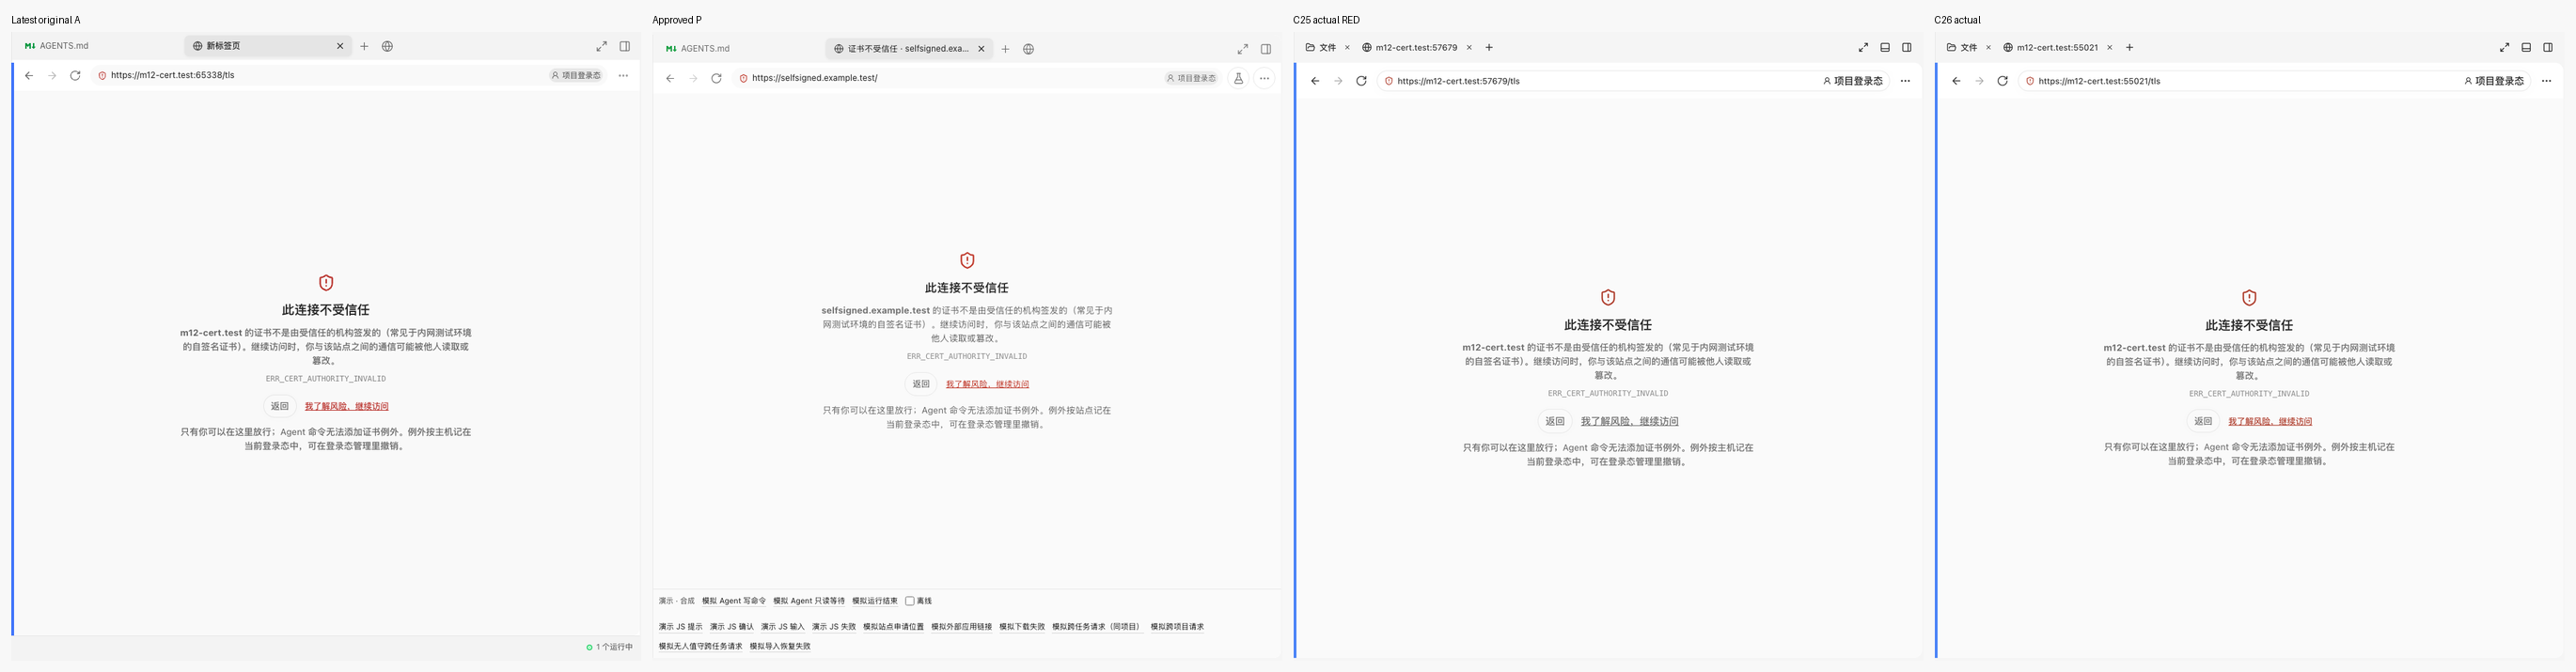 Latest original A
AGENTS.md
新标签页
https://m12-cert.test:65338/tls
项目登录态
此连接不受信任
m12-cert.test 的证书不是由受信任的机构签发的（常见于内网测试环境
的自签名证书）。继续访问时，你与该站点之间的通信可能被他人读取或
篡改。
ERR_CERT_AUTHORITY_INVALID
返回 我了解风险，继续访问
只有你可以在这里放行；Agent 命令无法添加证书例外。例外按主机记在
当前登录态中，可在登录态管理里撤销。
1 个运行中
Approved P
AGENTS.md
证书不受信任 · selfsigned.exa...
https://selfsigned.example.test/
项目登录态
此连接不受信任
selfsigned.example.test 的证书不是由受信任的机构签发的（常见于内
网测试环境的自签名证书）。继续访问时，你与该站点之间的通信可能被
他人读取或篡改。
ERR_CERT_AUTHORITY_INVALID
返回 我了解风险，继续访问
只有你可以在这里放行；Agent 命令无法添加证书例外。例外按站点记在
当前登录态中，可在登录态管理里撤销。
演示 · 合成 模拟 Agent 写命令 模拟 Agent 只读等待 模拟运行结束 离线
演示 JS 提示 演示 JS 确认 演示 JS 输入 演示 JS 失败 模拟站点申请位置 模拟外部应用链接 模拟下载失败 模拟跨任务请求（同项目） 模拟跨项目请求
模拟无人值守跨任务请求 模拟导入恢复失败
C25 actual RED
文件
m12-cert.test:57679
https://m12-cert.test:57679/tls
项目登录态
此连接不受信任
m12-cert.test 的证书不是由受信任的机构签发的（常见于内网测试环境
的自签名证书）。继续访问时，你与该站点之间的通信可能被他人读取或
篡改。
ERR_CERT_AUTHORITY_INVALID
返回 我了解风险，继续访问
只有你可以在这里放行；Agent 命令无法添加证书例外。例外按主机记在
当前登录态中，可在登录态管理里撤销。
C26 actual
文件
m12-cert.test:55021
https://m12-cert.test:55021/tls
项目登录态
此连接不受信任
m12-cert.test 的证书不是由受信任的机构签发的（常见于内网测试环境
的自签名证书）。继续访问时，你与该站点之间的通信可能被他人读取或
篡改。
ERR_CERT_AUTHORITY_INVALID
返回 我了解风险，继续访问
只有你可以在这里放行；Agent 命令无法添加证书例外。例外按主机记在
当前登录态中，可在登录态管理里撤销。